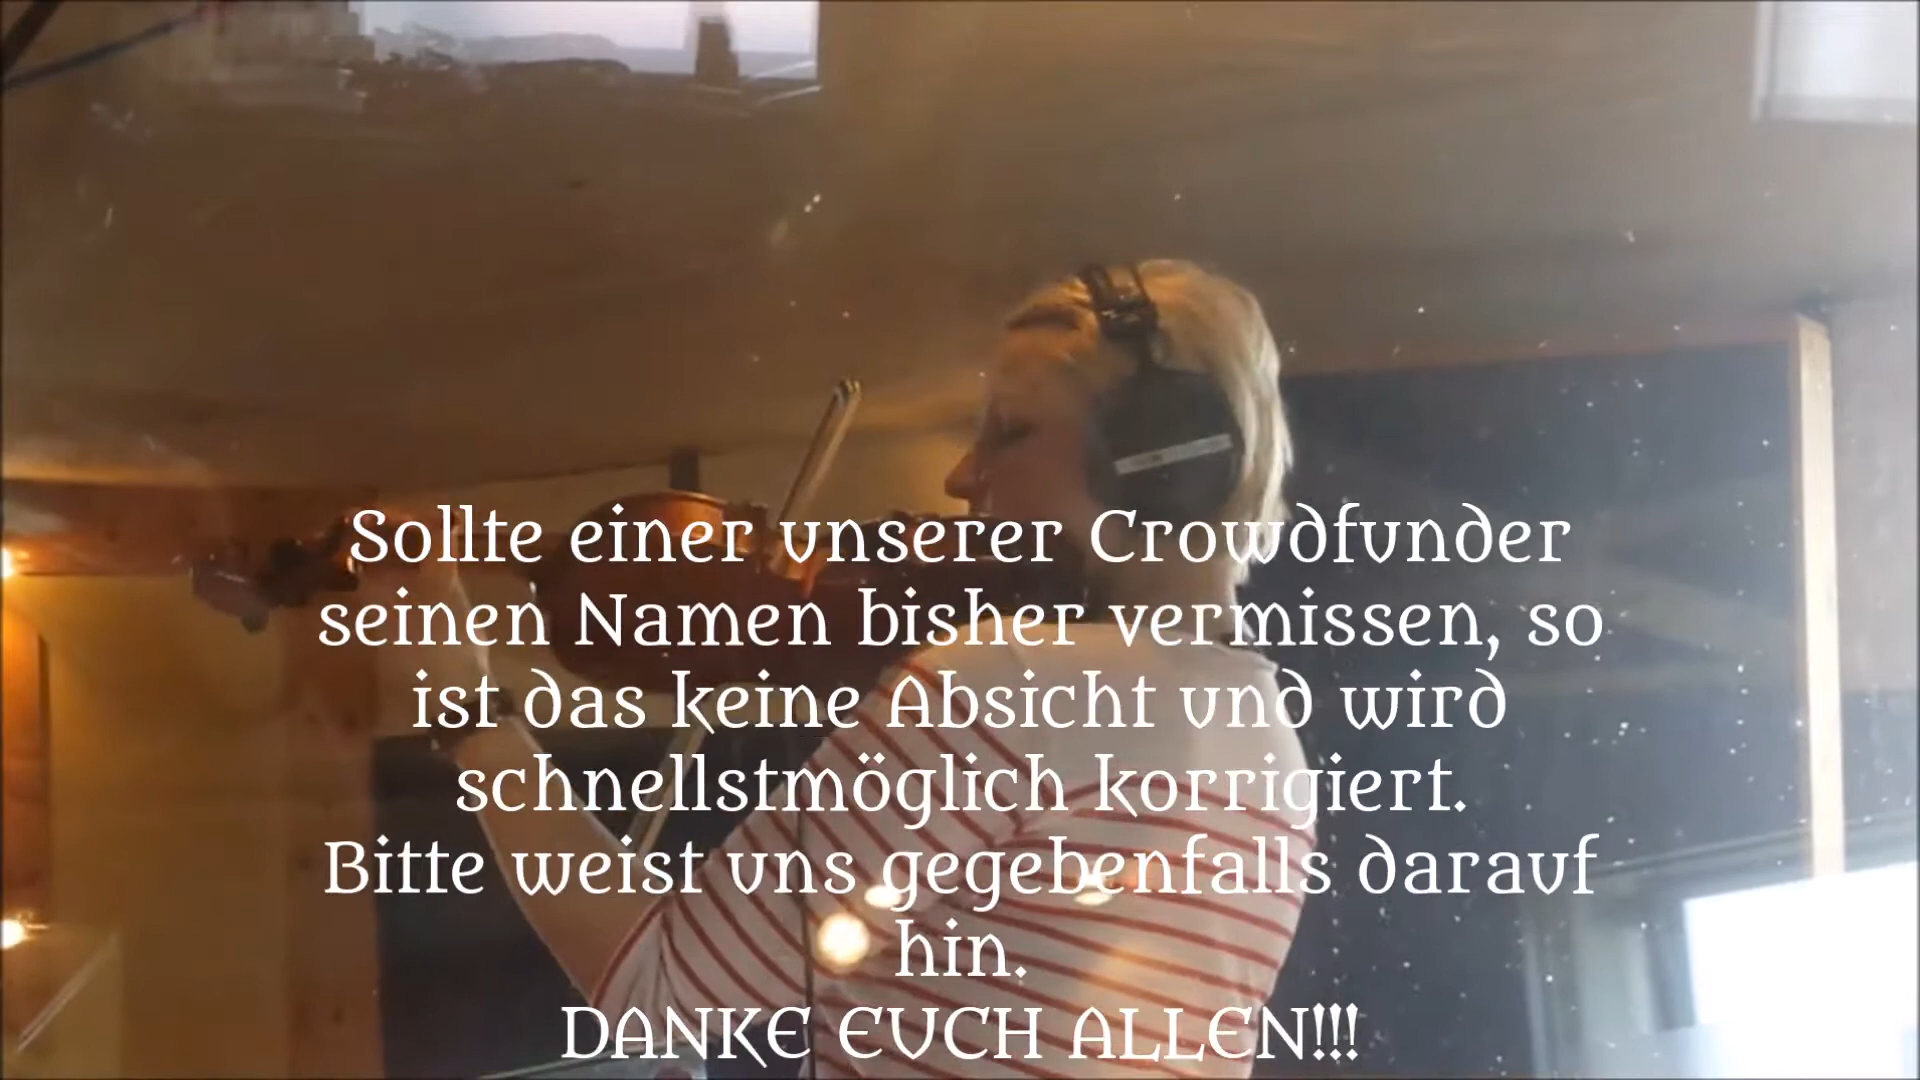 Sollte einer unserer Crowdfunder
seinen Namen bisher vermissen, so
ist das keine Absicht und wird
schnellstmöglich korrigiert.
Bitte weist uns gegebenfalls darauf
hin.
DANKE EUCH ALLEN!!!